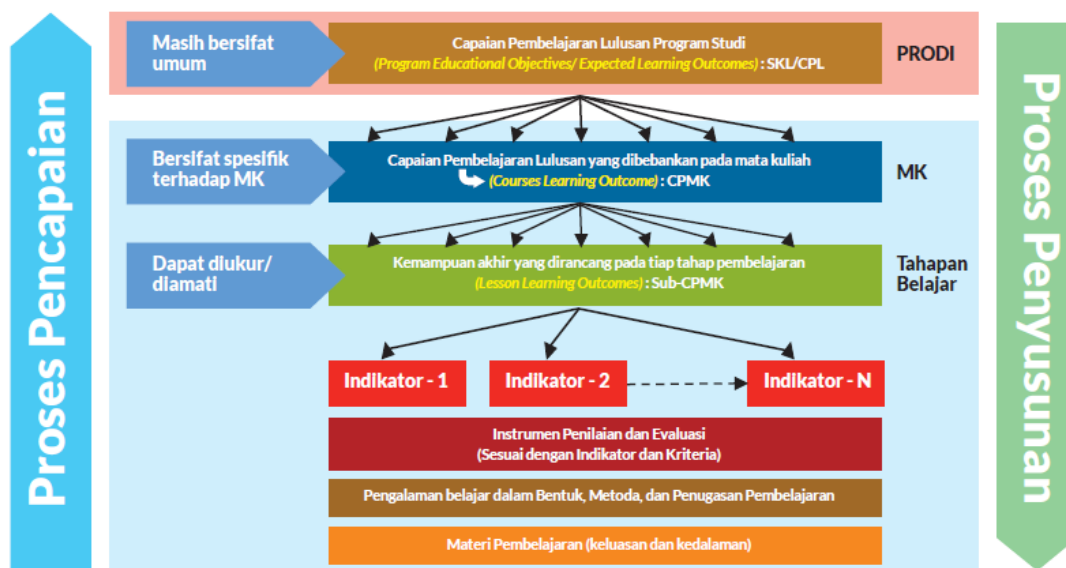 Proses Pencapaian
Masih bersifat
umum
Capaian Pembelajaran Lulusan Program Studi
(Program Educational Objectives/ Expected Learning Outcomes) : SKL/CPL
PRODI
Bersifat spesifik
terhadap MK
Capaian Pembelajaran Lulusan yang dibebankan pada mata kuliah
(Courses Learning Outcome) : CPMK
MK
Dapat diukur/
diamati
Kemampuan akhir yang dirancang pada tiap tahap pembelajaran
(Lesson Learning Outcomes) : Sub-CPMK
Tahapan
Belajar
Indikator - 1
Indikator - 2
Indikator - N
Instrumen Penilaian dan Evaluasi
(Sesuai dengan Indikator dan Kriteria)
Pengalaman belajar dalam Bentuk, Metoda, dan Penugasan Pembelajaran
Materi Pembelajaran (keluasan dan kedalaman)
Proses Penyusunan